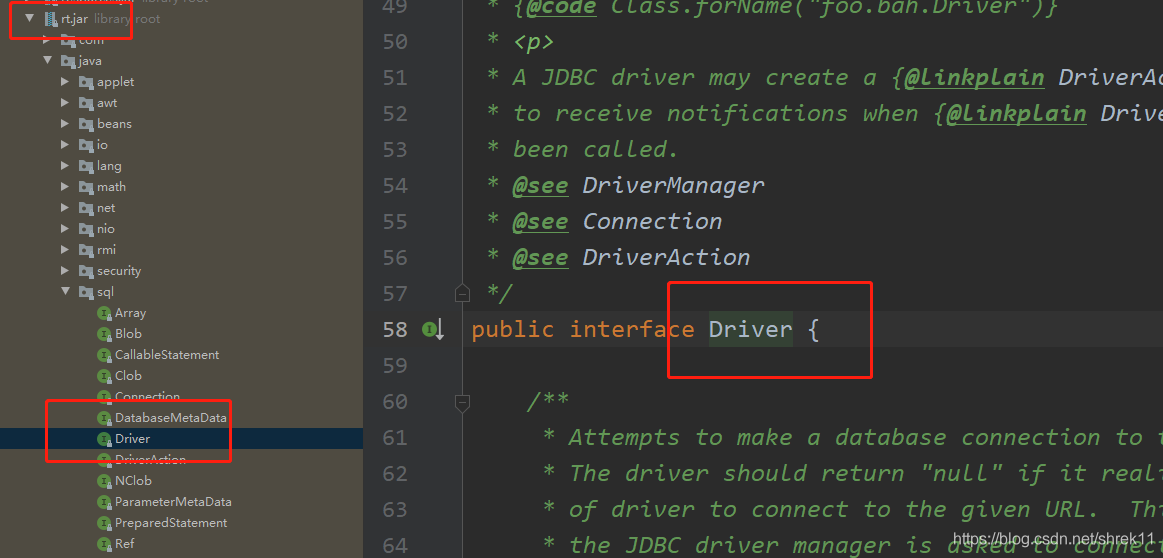 rt.jar library root
com
java
applet
awt
beans
io
lang
math
net
nio
rmi
security
sql
Array
Blob
CallableStatement
Clob
Connection
DatabaseMetaData
Driver
DriverAction
NClob
ParameterMetaData
PreparedStatement
Ref
49 * {@code Class.forName("foo.bah.Driver")}
50 * <p>
51 * A JDBC driver may create a {@linkplain DriverAc
52 * to receive notifications when {@linkplain Drive
53 * been called.
54 * @see DriverManager
55 * @see Connection
56 * @see DriverAction
57 */
58 public interface Driver {
59
60 /**
61 * Attempts to make a database connection to t
62 * The driver should return "null" if it reali
63 * of driver to connect to the given URL. Thi
64 * the JDBC driver manager is asked to connect
https://blog.csdn.net/shrek11